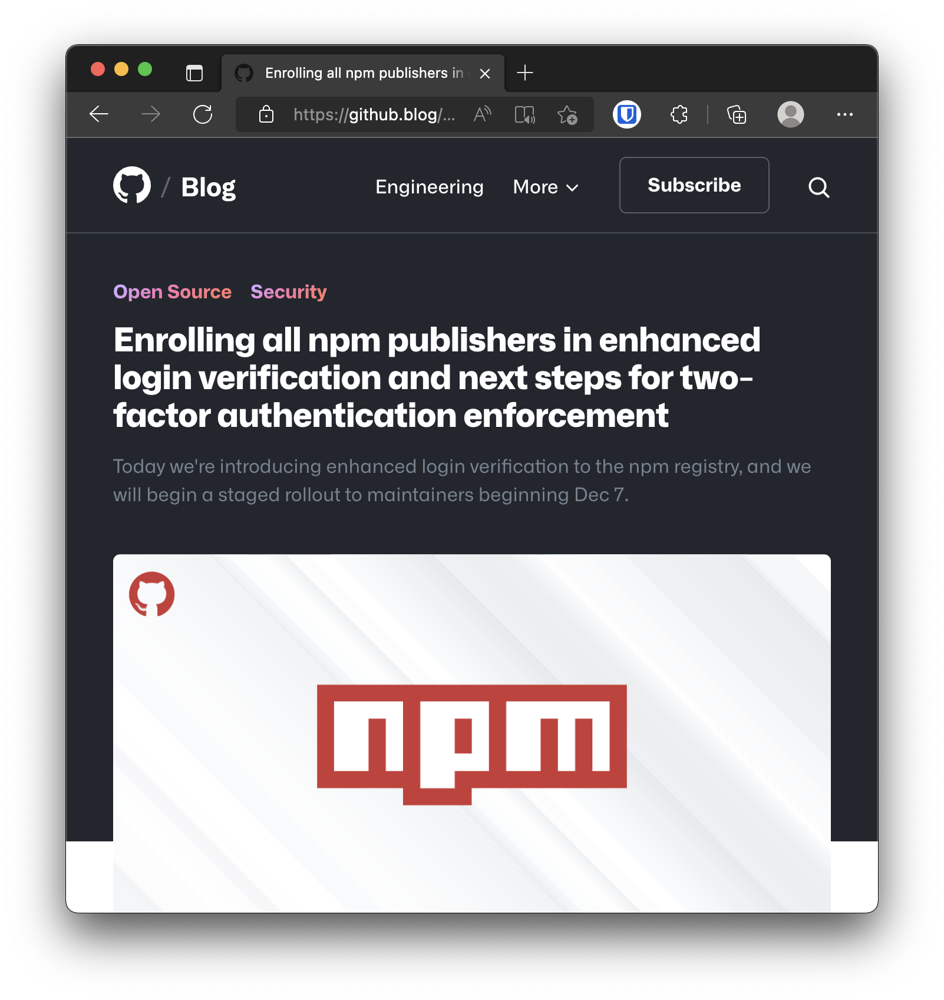 Enrolling all npm publishers in
https://github.blog/...
Blog
Engineering
More
Subscribe
Open Source
Security
Enrolling all npm publishers in enhanced
login verification and next steps for two-
factor authentication enforcement
Today we're introducing enhanced login verification to the npm registry, and we
will begin a staged rollout to maintainers beginning Dec 7.
npm